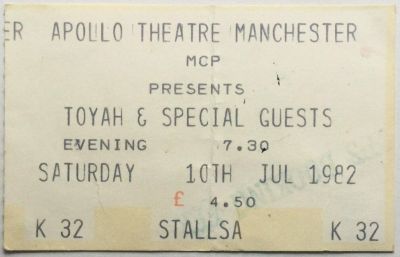 ER APOLLO THEATRE MANCHESTER
MCP
PRESENTS
TOYAH & SPECIAL GUESTS
EVENING 7.30
SATURDAY 10TH JUL 1982
£ 4.50
K 32 STALLSA K 32